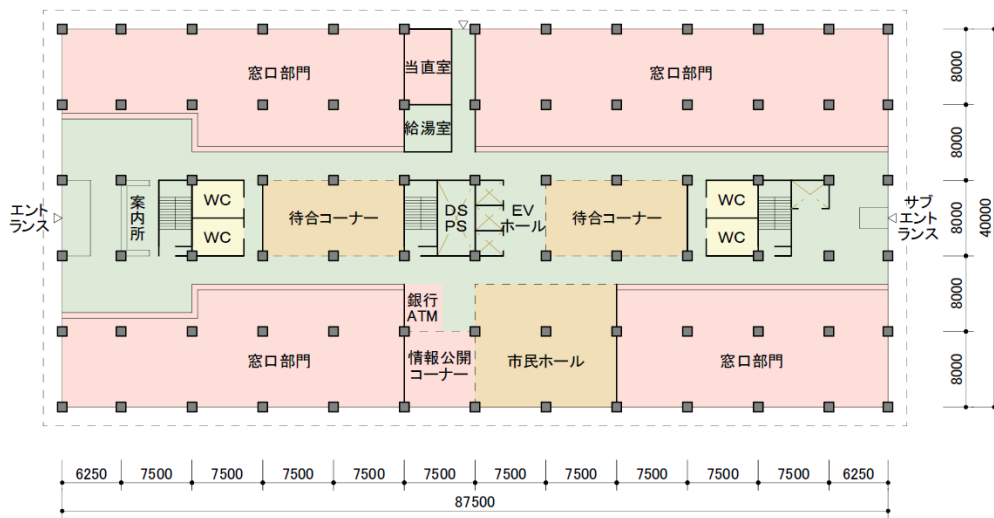 窓口部門
当直室
窓口部門
給湯室
エント
ランス
案
内
所
WC
WC
待合コーナー
DS
PS
EV
ホール
待合コーナー
WC
WC
サブ
エント
ランス
銀行
ATM
窓口部門
情報公開
コーナー
市民ホール
窓口部門
8000
8000
8000
8000
8000
40000
6250 7500 7500 7500 7500 7500 7500 7500 7500 7500 7500 6250
87500